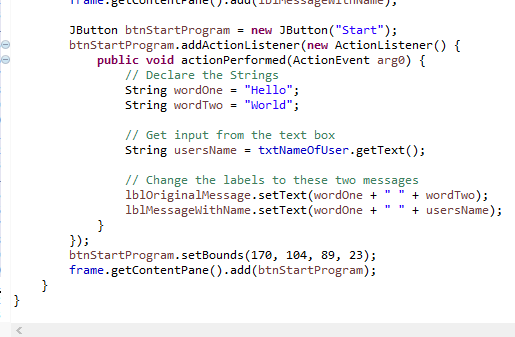 frame.getContentPane().add(lblMessageWithName);
JButton btnStartProgram = new JButton("Start");
btnStartProgram.addActionListener(new ActionListener() {
public void actionPerformed(ActionEvent arg0) {
// Declare the Strings
String wordOne = "Hello";
String wordTwo = "World";
// Get input from the text box
String usersName = txtNameOfUser.getText();
// Change the labels to these two messages
lblOriginalMessage.setText(wordOne + " " + wordTwo);
lblMessageWithName.setText(wordOne + " " + usersName);
}
});
btnStartProgram.setBounds(170, 104, 89, 23);
frame.getContentPane().add(btnStartProgram);
}
}